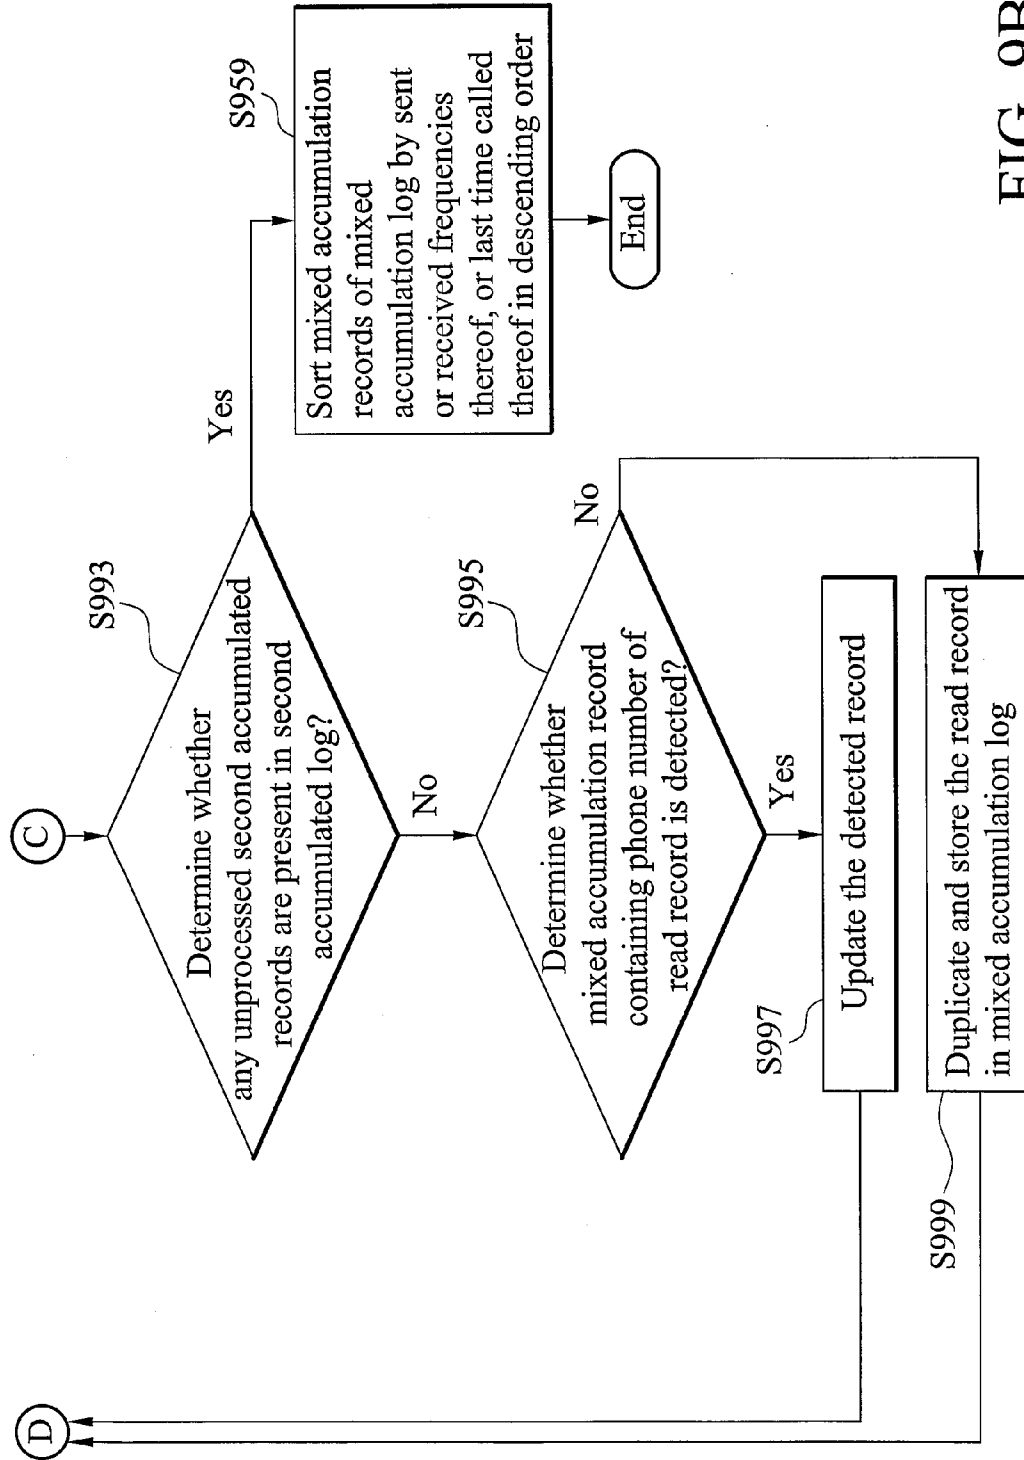 C
S993
Determine whether
any unprocessed second accumulated
records are present in second
accumulated log?
Yes
S959
Sort mixed accumulation
records of mixed
accumulation log by sent
or received frequencies
thereof, or last time called
thereof in descending order
End
No
S995
Determine whether
mixed accumulation record
containing phone number of
read record is detected?
No
Yes
S997
Update the detected record
S999
Duplicate and store the read record
in mixed accumulation log
D
FIG. 9B